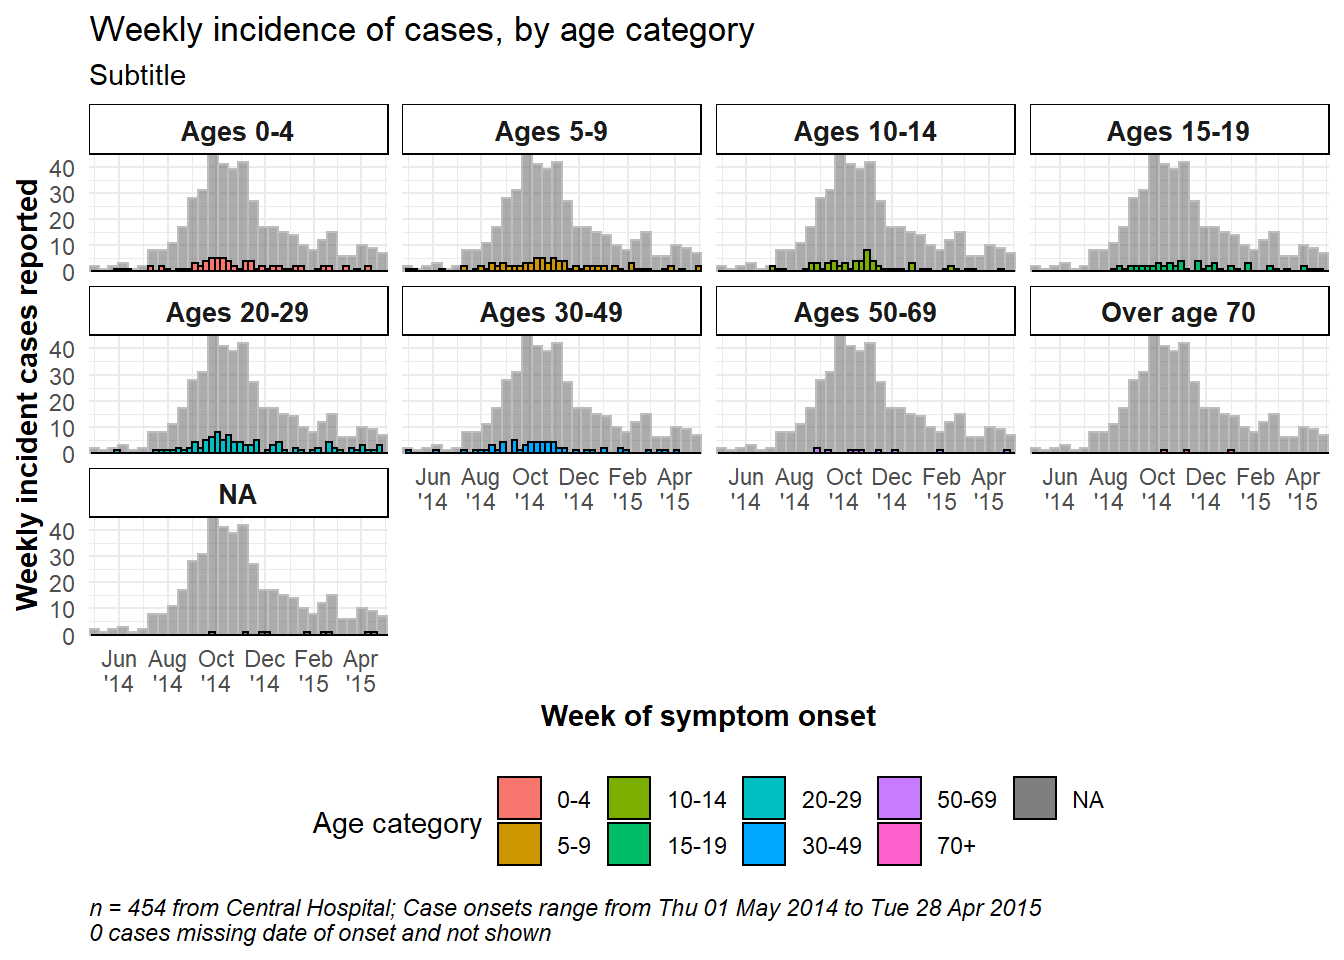 Weekly incidence of cases, by age category
Subtitle
Weekly incident cases reported
Ages 0-4
Ages 5-9
Ages 10-14
Ages 15-19
40
30
20
10
0
Ages 20-29
Ages 30-49
Ages 50-69
Over age 70
40
30
20
10
0
Jun Aug Oct Dec Feb Apr
'14 '14 '14 '14 '15 '15
Jun Aug Oct Dec Feb Apr
'14 '14 '14 '14 '15 '15
Jun Aug Oct Dec Feb Apr
'14 '14 '14 '14 '15 '15
NA
40
30
20
10
0
Jun Aug Oct Dec Feb Apr
'14 '14 '14 '14 '15 '15
Week of symptom onset
Age category
0-4
10-14
20-29
50-69
NA
5-9
15-19
30-49
70+
n = 454 from Central Hospital; Case onsets range from Thu 01 May 2014 to Tue 28 Apr 2015
0 cases missing date of onset and not shown